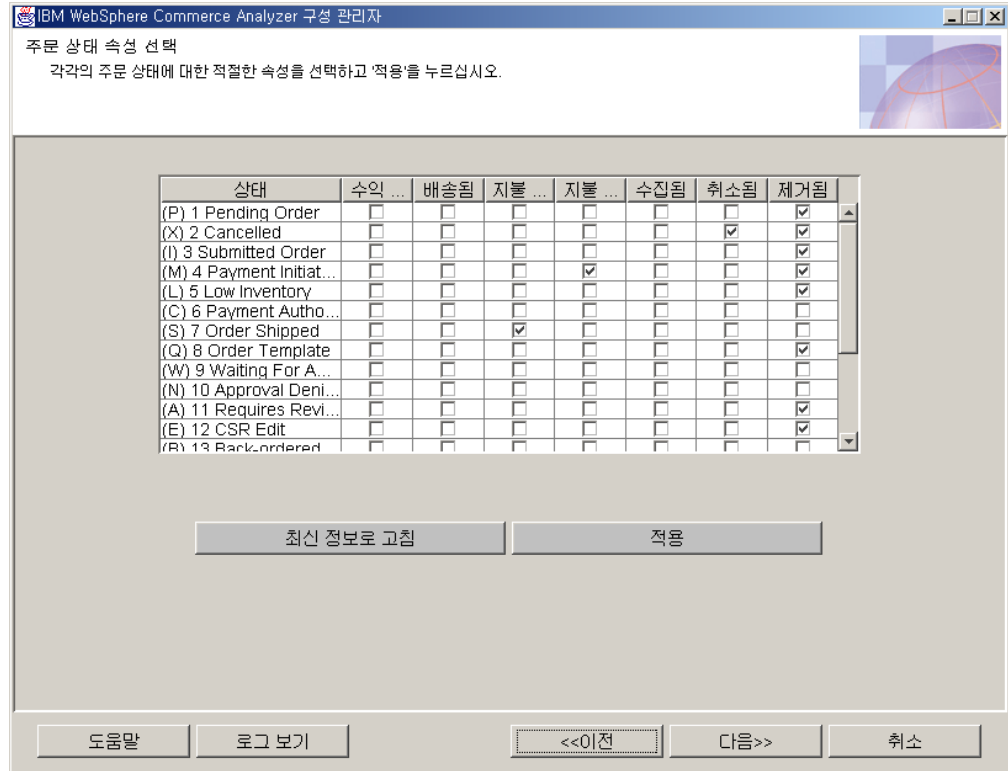 IBM WebSphere Commerce Analyzer 구성 관리자
주문 상태 속성 선택
각각의 주문 상태에 대한 적절한 속성을 선택하고 '적용'을 누르십시오.
상태 수익 ... 배송됨 지불 ... 지불 ... 수집됨 취소됨 제거됨
(P) 1 Pending Order
(X) 2 Cancelled
(I) 3 Submitted Order
(M) 4 Payment Initiat...
(L) 5 Low Inventory
(C) 6 Payment Autho...
(S) 7 Order Shipped
(Q) 8 Order Template
(W) 9 Waiting For A...
(N) 10 Approval Deni...
(A) 11 Requires Revi...
(E) 12 CSR Edit
(B) 13 Back-ordered
최신 정보로 고침 적용
도움말 로그 보기 <<이전 다음>> 취소